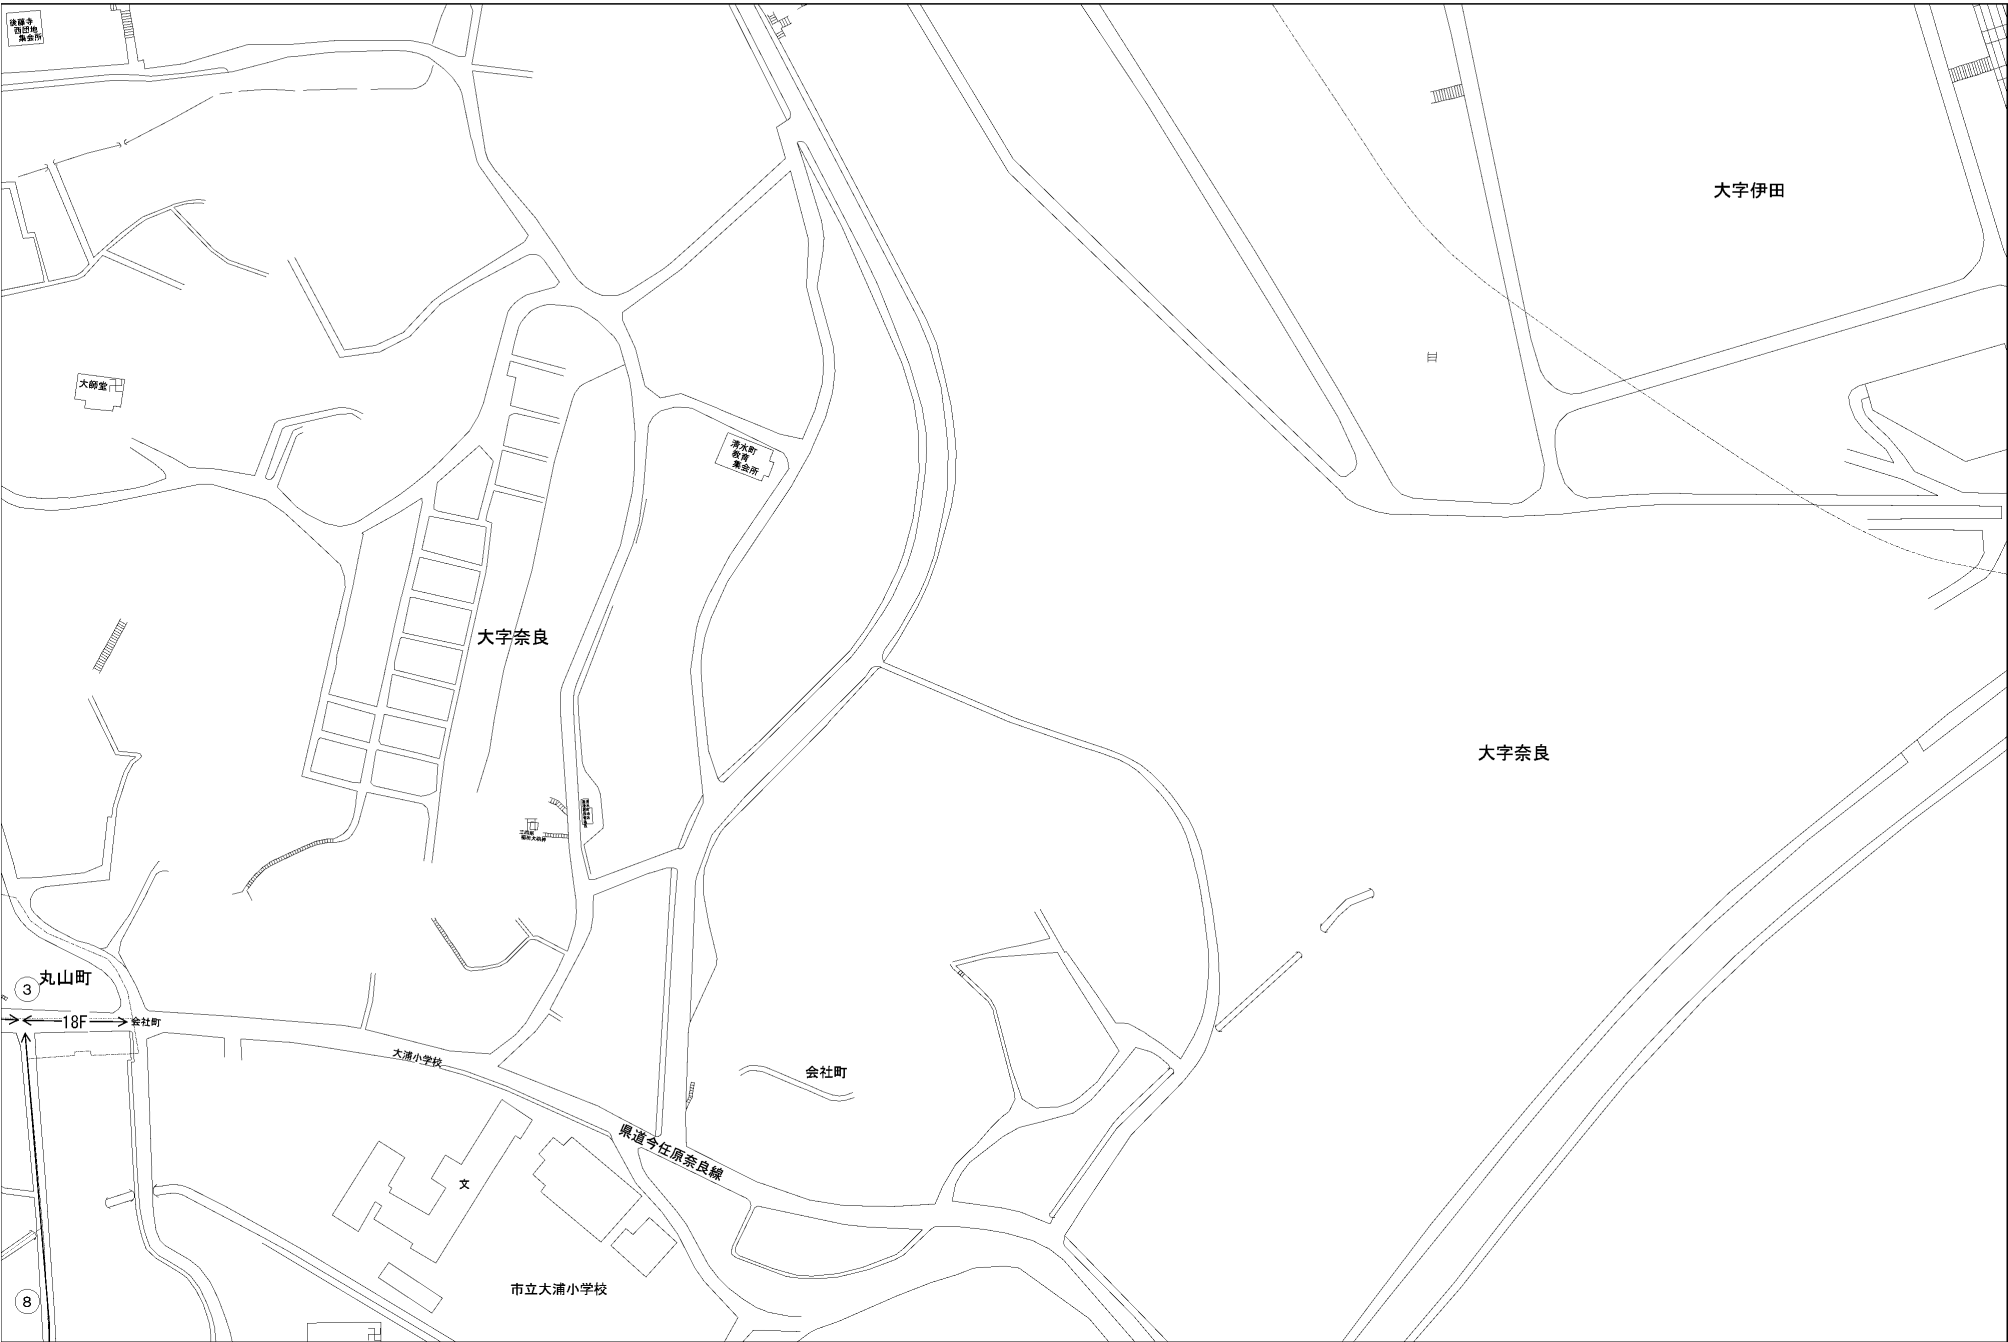 後藤寺
西団地
集会所
大字伊田
大師堂
清水町
教育
集会所
大字奈良
大字奈良
丸山町
3
18F
会社町
大浦小学校
会社町
県道今任原奈良線
文
市立大浦小学校
8